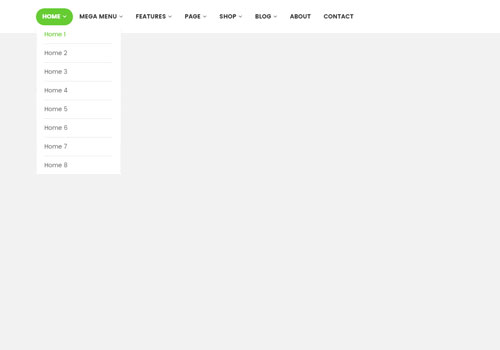 HOME MEGA MENU FEATURES PAGE SHOP BLOG ABOUT CONTACT
Home 1
Home 2
Home 3
Home 4
Home 5
Home 6
Home 7
Home 8